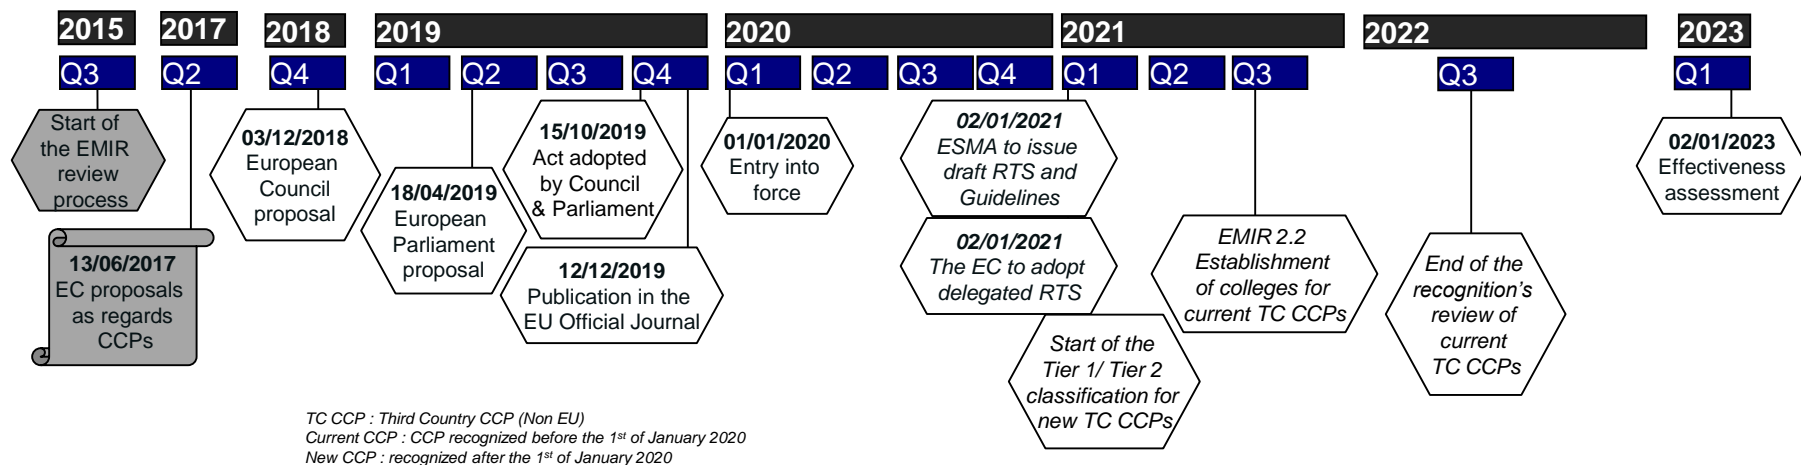 2015
2017
2018
2019
2020
2021
2022
2023
Q3
Q2
Q4
Q1
Q2
Q3
Q4
Q1
Q2
Q3
Q4
Q1
Q2
Q3
Q3
Q1
Start of
the EMIR
review
process
13/06/2017
EC proposals
as regards
CCPs
03/12/2018
European
Council
proposal
18/04/2019
European
Parliament
proposal
15/10/2019
Act adopted
by Council
& Parliament
12/12/2019
Publication in the
EU Official Journal
01/01/2020
Entry into
force
02/01/2021
ESMA to issue
draft RTS and
Guidelines
02/01/2021
The EC to adopt
delegated RTS
Start of the
Tier 1/ Tier 2
classification for
new TC CCPs
EMIR 2.2
Establishment
of colleges for
current TC CCPs
End of the
recognition’s
review of
current
TC CCPs
02/01/2023
Effectiveness
assessment
TC CCP : Third Country CCP (Non EU)
Current CCP : CCP recognized before the 1st of January 2020
New CCP : recognized after the 1st of January 2020